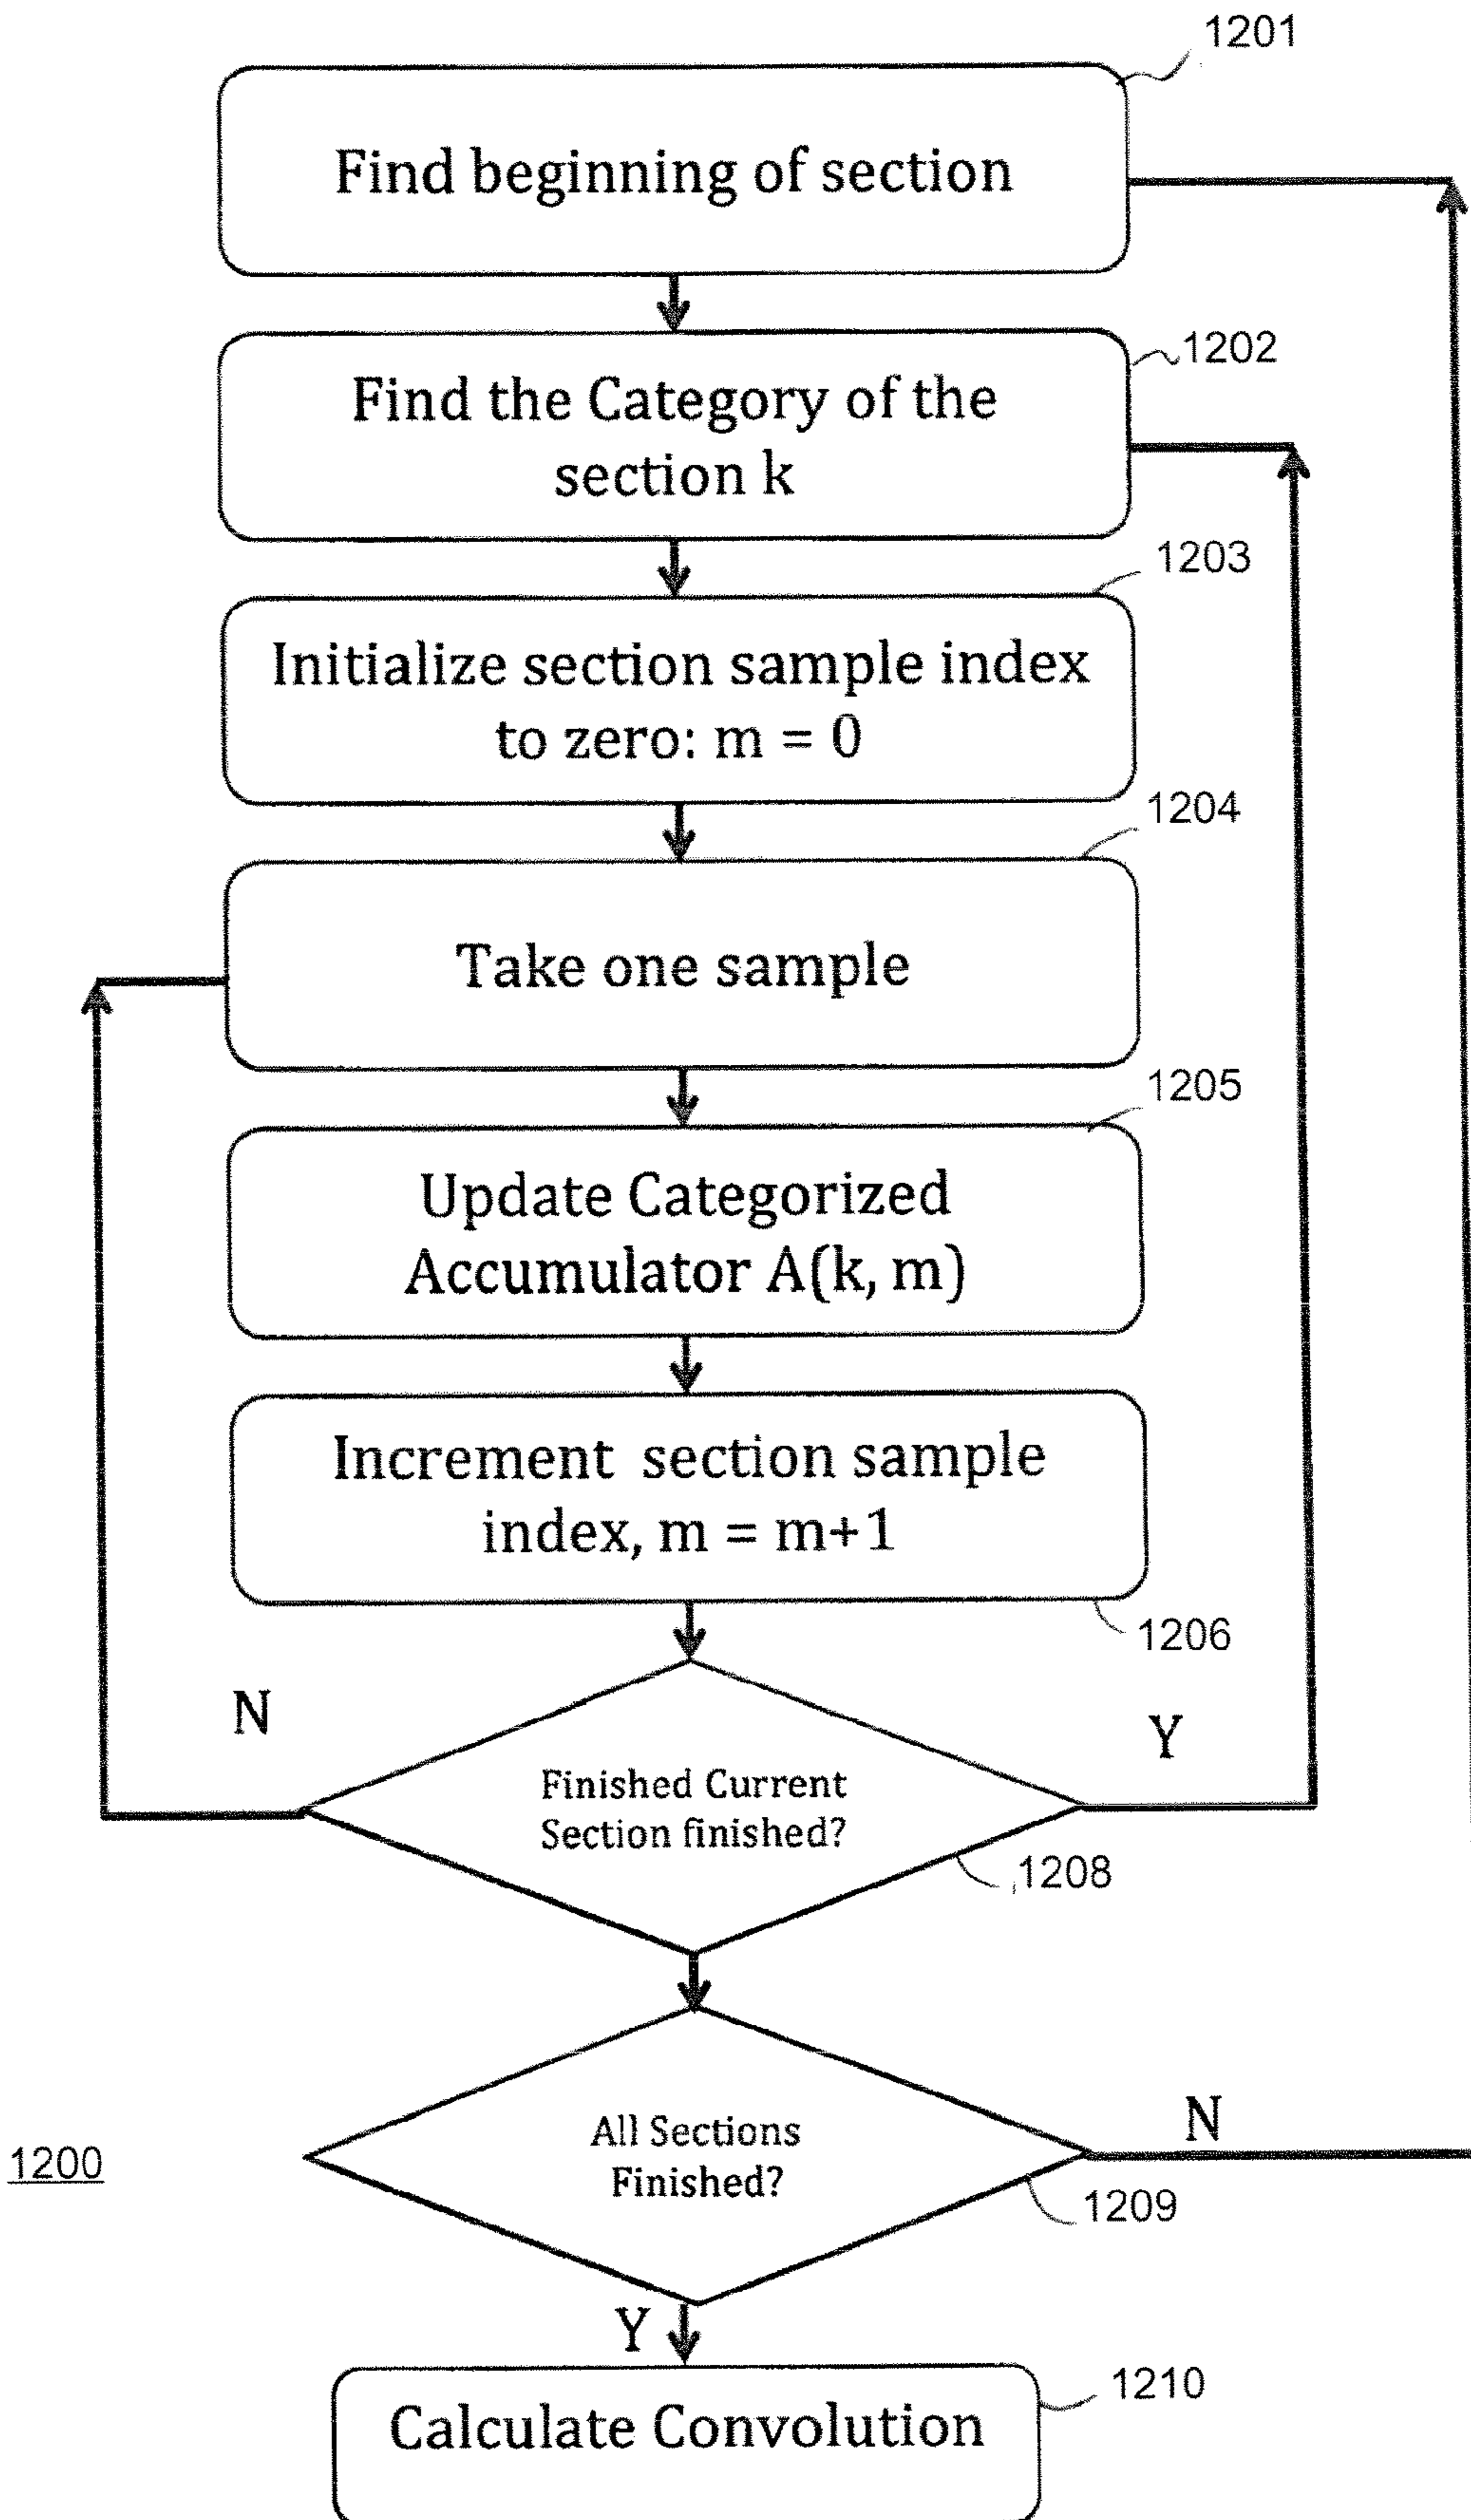 1201
Find beginning of section
1202
Find the Category of the
section k
1203
Initialize section sample index
to zero: m = 0
1204
Take one sample
1205
Update Categorized
Accumulator A(k, m)
Increment section sample
index, m = m+1
1206
N
Y
Finished Current
Section finished?
1208
All Sections
Finished?
N
1200
1209
Y
1210
Calculate Convolution